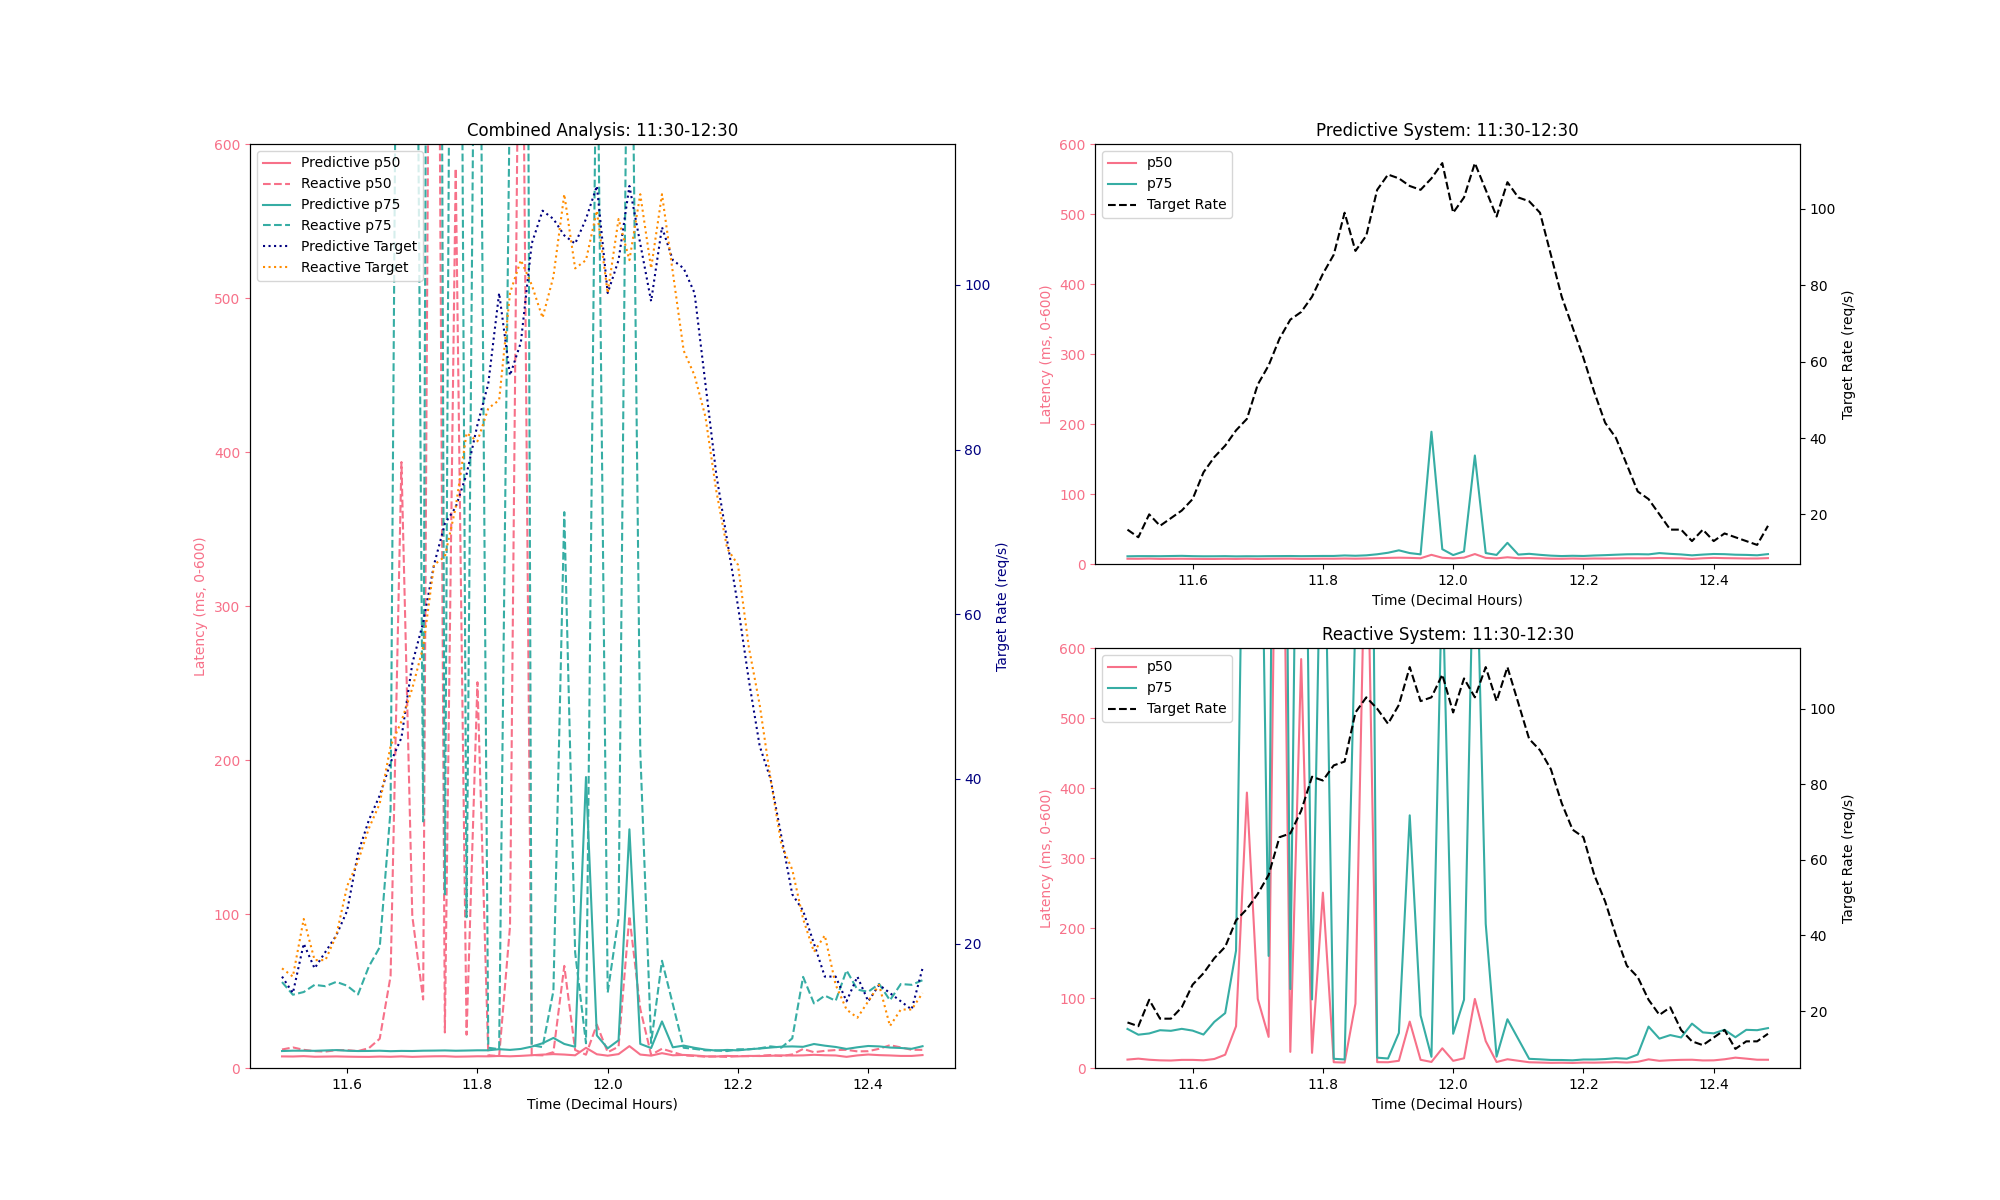 Combined Analysis: 11:30-12:30
Predictive p50
Reactive p50
Predictive p75
Reactive p75
Predictive Target
Reactive Target
600
500
400
300
200
100
0
Latency (ms, 0-600)
100
80
60
40
20
Target Rate (req/s)
11.6 11.8 12.0 12.2 12.4
Time (Decimal Hours)
Predictive System: 11:30-12:30
p50
p75
Target Rate
600
500
400
300
200
100
0
Latency (ms, 0-600)
100
80
60
40
20
Target Rate (req/s)
11.6 11.8 12.0 12.2 12.4
Time (Decimal Hours)
Reactive System: 11:30-12:30
p50
p75
Target Rate
600
500
400
300
200
100
0
Latency (ms, 0-600)
100
80
60
40
20
Target Rate (req/s)
11.6 11.8 12.0 12.2 12.4
Time (Decimal Hours)